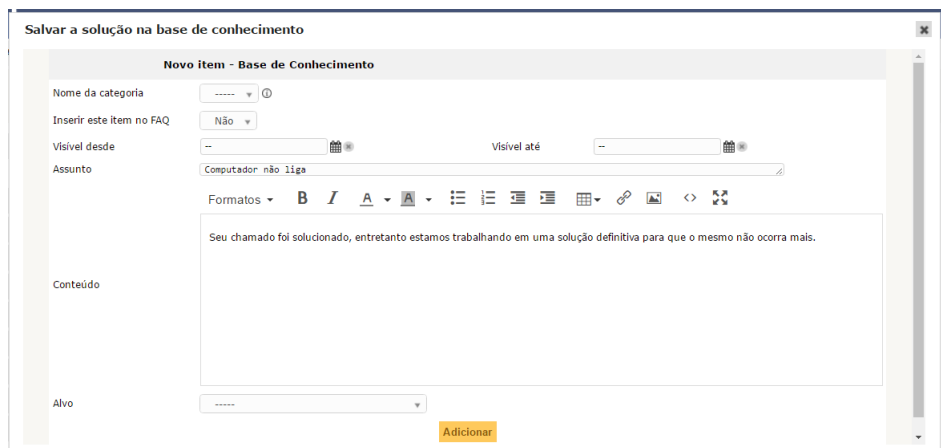 Salvar a solução na base de conhecimento
Novo item - Base de Conhecimento
Nome da categoria -----
Inserir este item no FAQ Não
Visível desde -- Visível até --
Assunto Computador não liga
Formatos B I A A
Seu chamado foi solucionado, entretanto estamos trabalhando em uma solução definitiva para que o mesmo não ocorra mais.
Conteúdo
Alvo -----
Adicionar